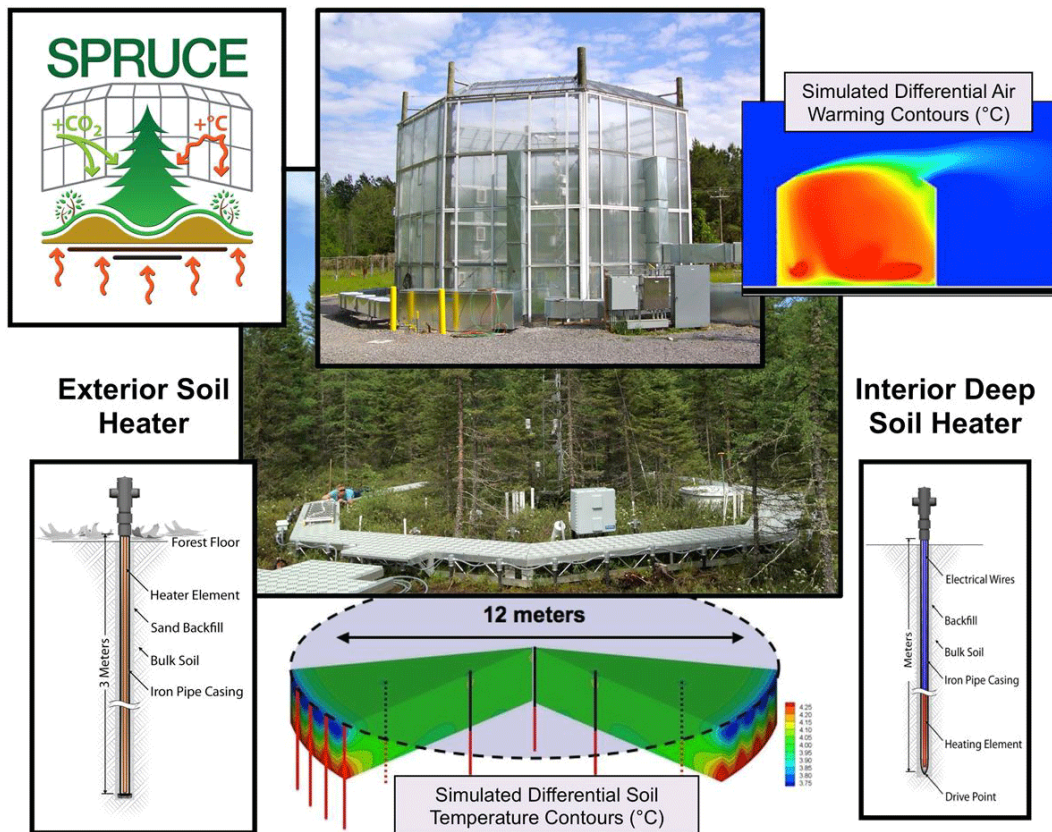 SPRUCE
+CO₂
+°C
Simulated Differential Air
Warming Contours (°C)
Exterior Soil
Heater
Interior Deep
Soil Heater
Forest Floor
Heater Element
Sand Backfill
Bulk Soil
Iron Pipe Casing
3 Meters
12 meters
4.25
4.20
4.15
4.10
4.05
4.00
3.95
3.90
3.85
3.80
3.75
Simulated Differential Soil
Temperature Contours (°C)
Electrical Wires
Backfill
Bulk Soil
Iron Pipe Casing
Meters
Heating Element
Drive Point